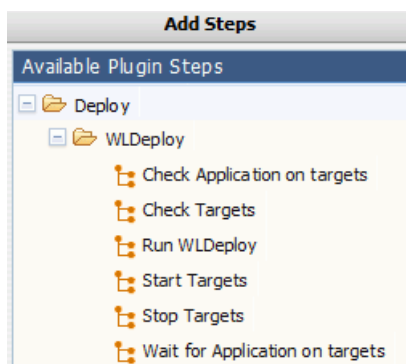 Add Steps
Available Plugin Steps
Deploy
WLDeploy
Check Application on targets
Check Targets
Run WLDeploy
Start Targets
Stop Targets
Wait for Application on targets